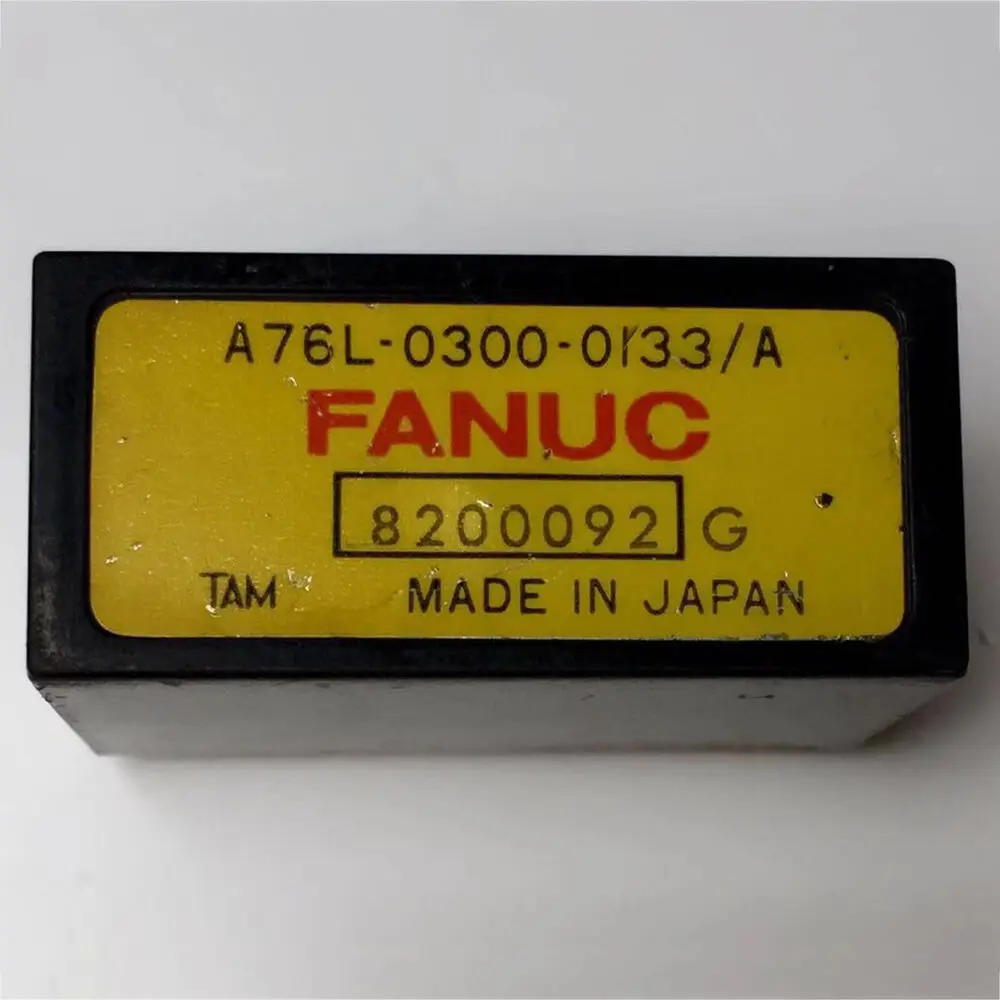 A76L-0300-0133/A
FANUC
8200092 G
TAM MADE IN JAPAN